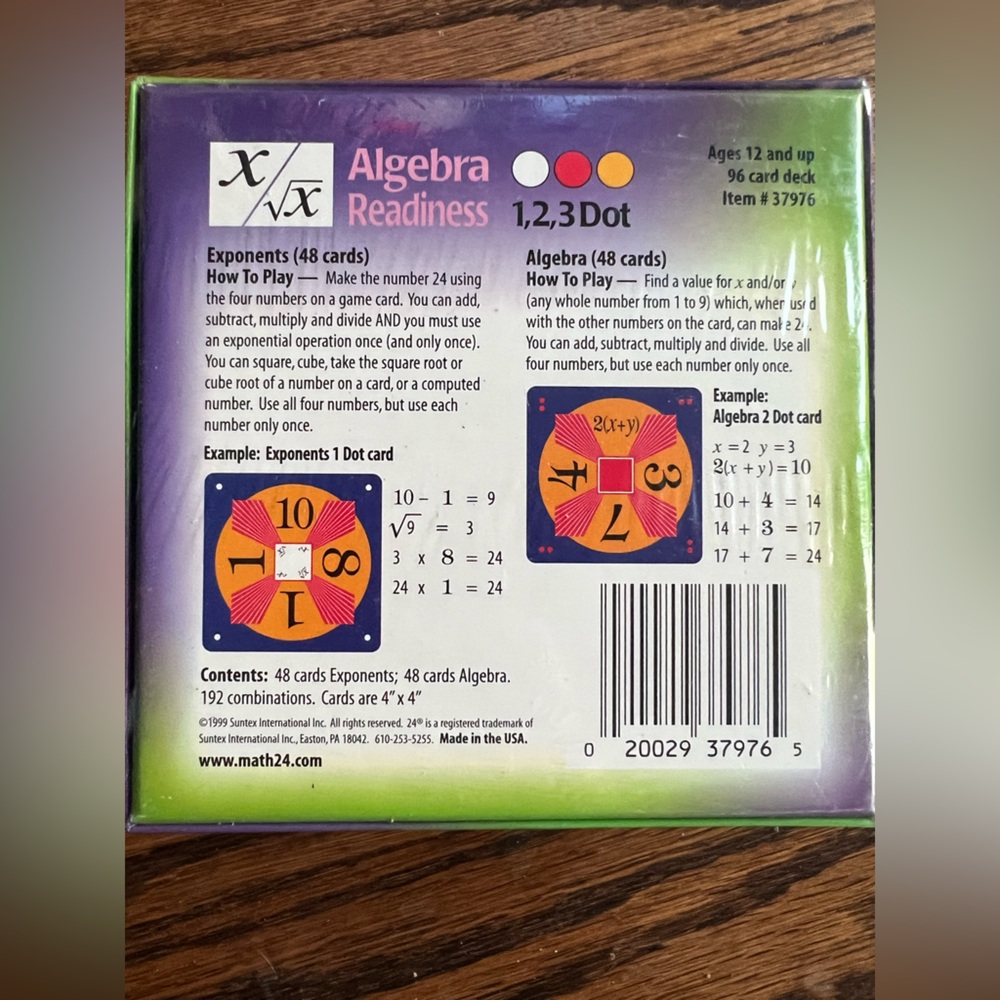 x/√x
Algebra
Readiness
1,2,3 Dot
Ages 12 and up
96 card deck
Item # 37976
Exponents (48 cards)
How To Play — Make the number 24 using
the four numbers on a game card. You can add,
subtract, multiply and divide AND you must use
an exponential operation once (and only once).
You can square, cube, take the square root or
cube root of a number on a card, or a computed
number. Use all four numbers, but use each
number only once.
Example: Exponents 1 Dot card
10
8
1
1
10 – 1 = 9
√9 = 3
3 x 8 = 24
24 x 1 = 24
Algebra (48 cards)
How To Play — Find a value for x and/or
(any whole number from 1 to 9) which, when used
with the other numbers on the card, can make 24.
You can add, subtract, multiply and divide. Use all
four numbers, but use each number only once.
2(x+y)
3
7
4
Example:
Algebra 2 Dot card
x = 2 y = 3
2(x + y) = 10
10 + 4 = 14
14 + 3 = 17
17 + 7 = 24
Contents: 48 cards Exponents; 48 cards Algebra.
192 combinations. Cards are 4" x 4"
©1999 Suntex International Inc. All rights reserved. 24® is a registered trademark of
Suntex International Inc., Easton, PA 18042. 610-253-5255. Made in the USA.
www.math24.com
0 20029 37976 5